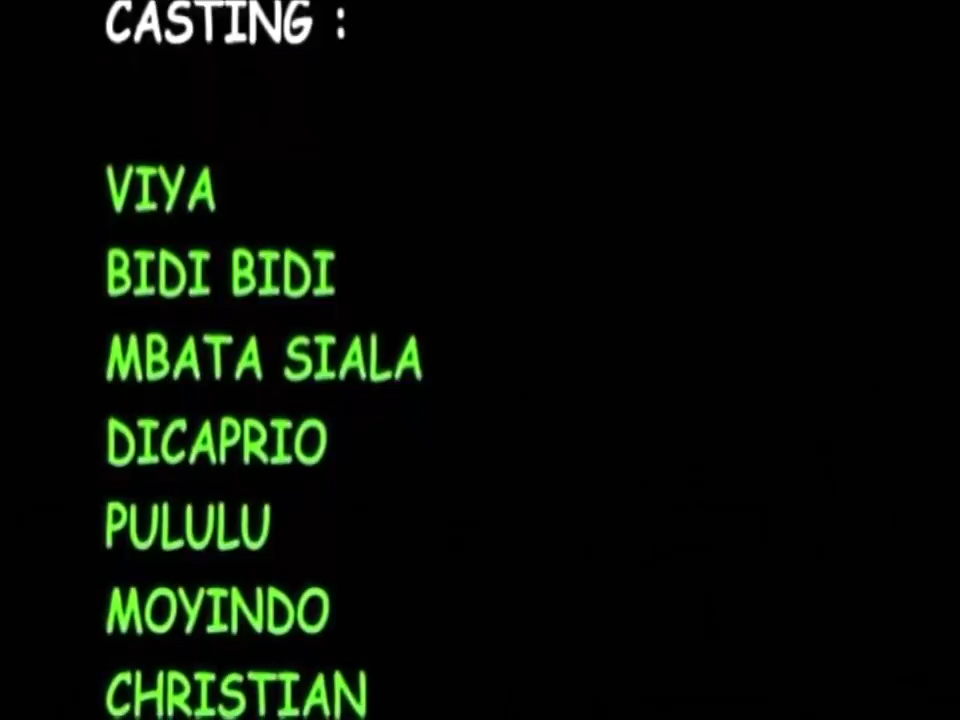 CASTING :
VIYA
BIDI BIDI
MBATA SIALA
DICAPRIO
PULULU
MOYINDO
CHRISTIAN